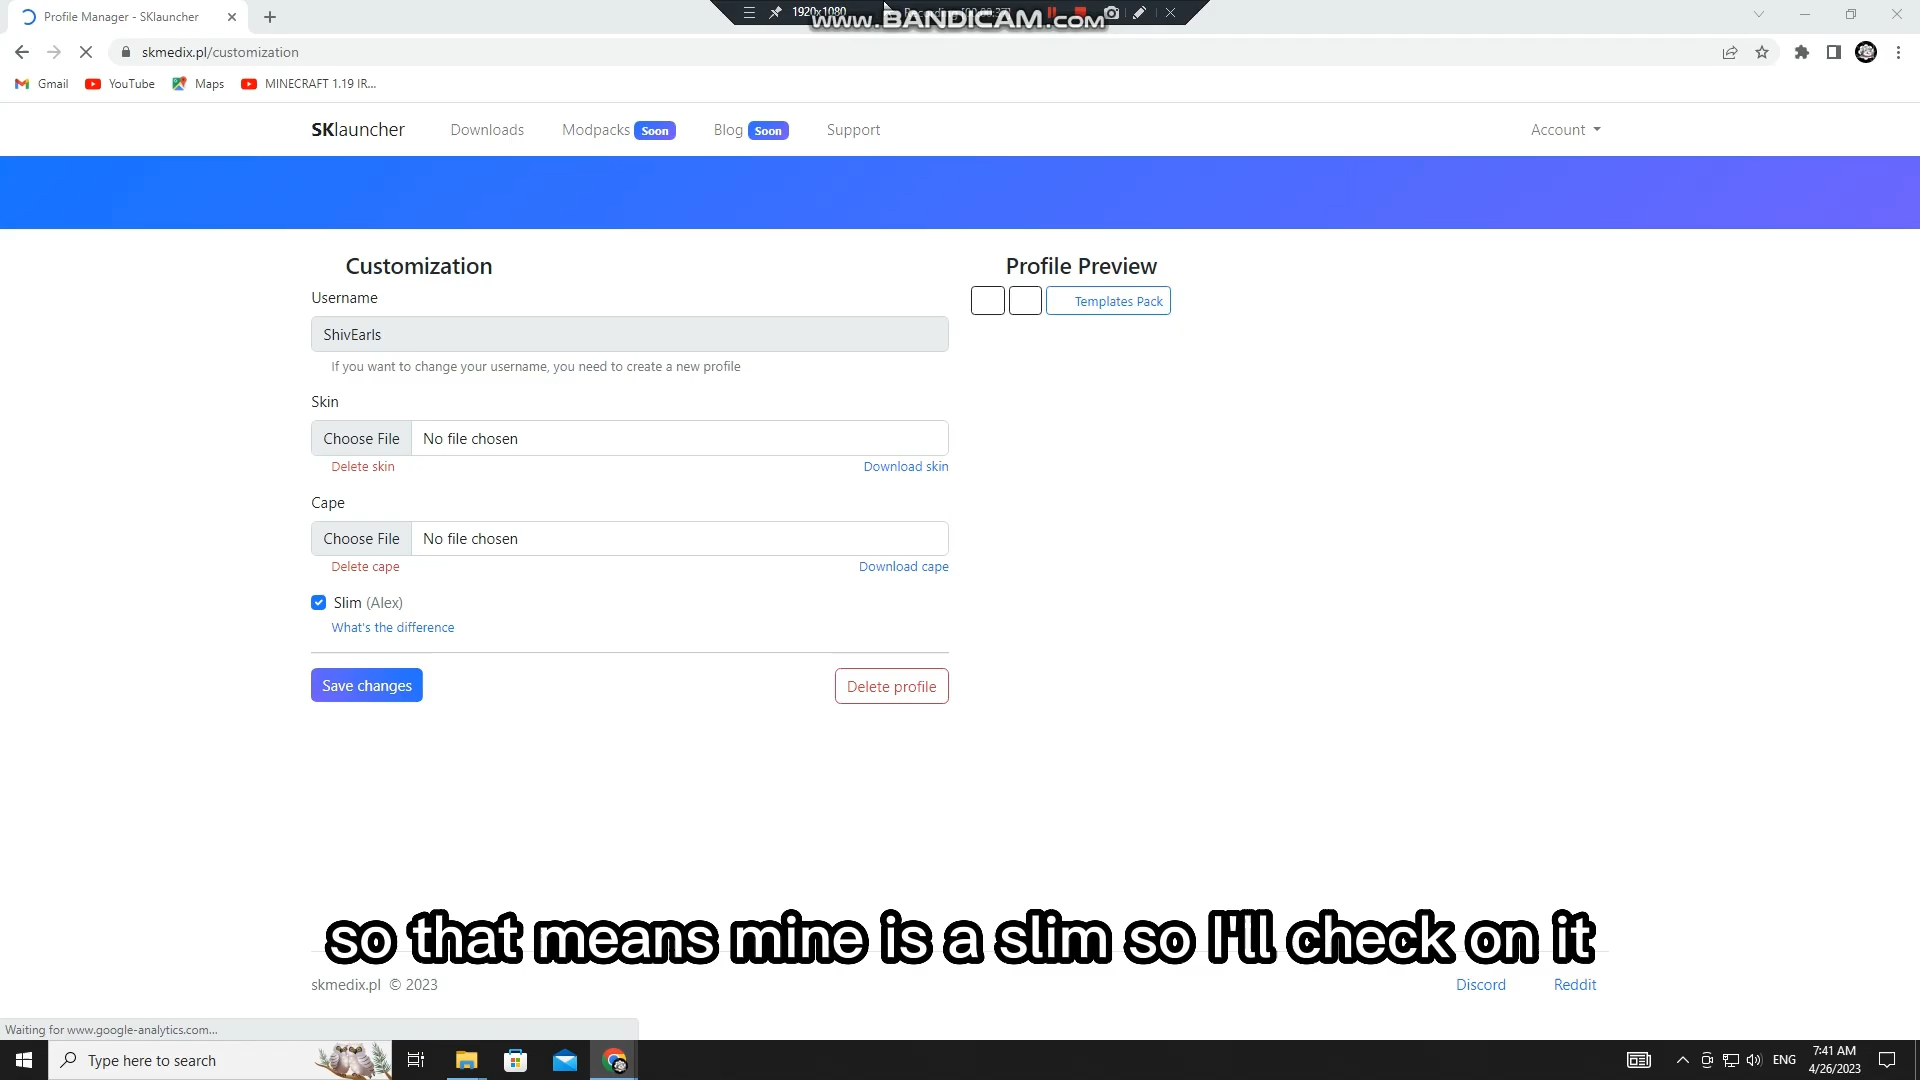 Profile Manager - SKlauncher
1920x1080
www.BANDICAM.com
skmedix.pl/customization
Gmail
YouTube
Maps
MINECRAFT 1.19 IR...
SKlauncher
Downloads
Modpacks Soon
Blog Soon
Support
Account
Customization
Username
ShivEarls
If you want to change your username, you need to create a new profile
Skin
Choose File No file chosen
Delete skin
Download skin
Cape
Choose File No file chosen
Delete cape
Download cape
Slim (Alex)
What's the difference
Save changes
Delete profile
Profile Preview
Templates Pack
so that means mine is a slim so I'll check on it
skmedix.pl © 2023
Discord
Reddit
Waiting for www.google-analytics.com...
Type here to search
ENG
7:41 AM
4/26/2023